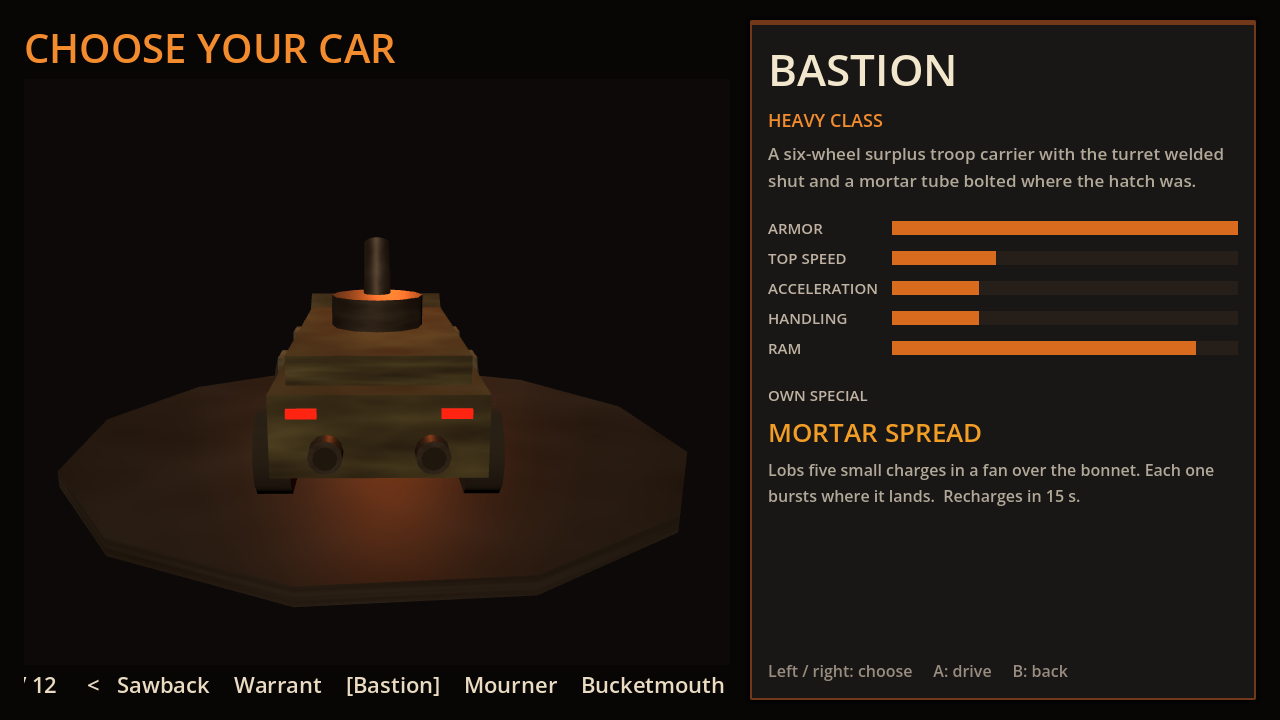 CHOOSE YOUR CAR
/ 12 < Sawback Warrant [Bastion] Mourner Bucketmouth
BASTION
HEAVY CLASS
A six-wheel surplus troop carrier with the turret welded
shut and a mortar tube bolted where the hatch was.
ARMOR
TOP SPEED
ACCELERATION
HANDLING
RAM
OWN SPECIAL
MORTAR SPREAD
Lobs five small charges in a fan over the bonnet. Each one
bursts where it lands. Recharges in 15 s.
Left / right: choose A: drive B: back